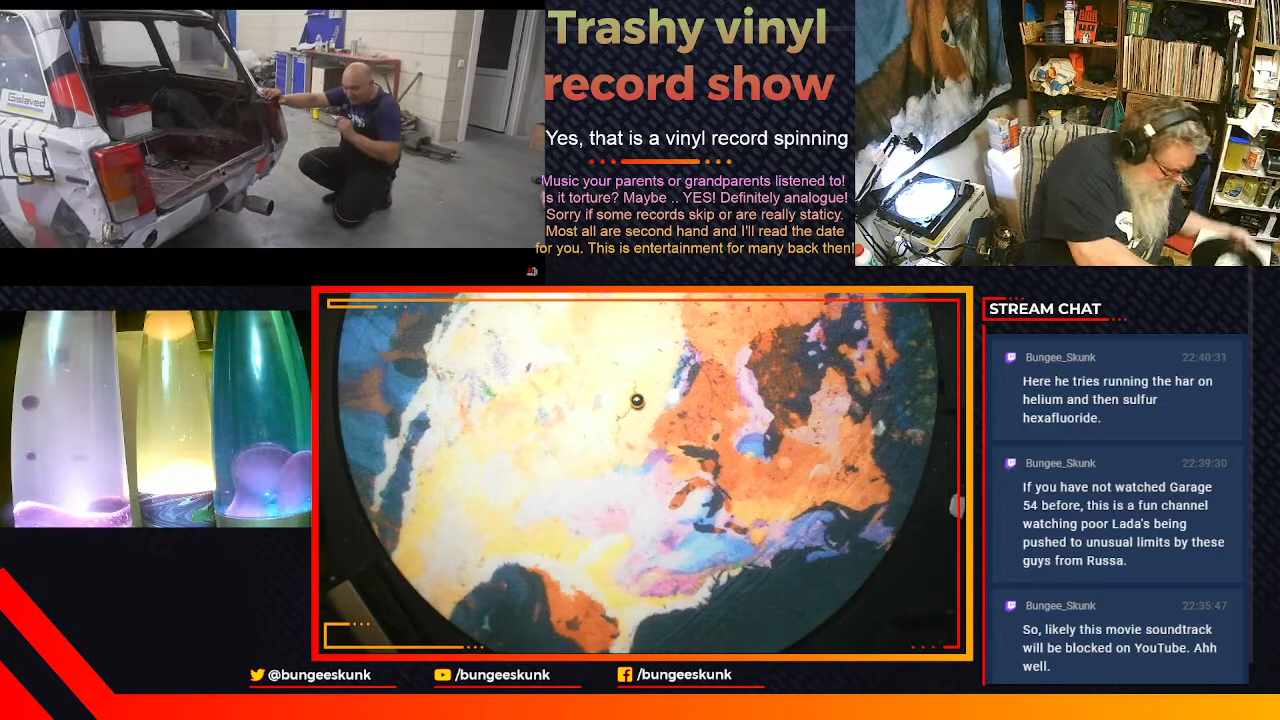 Gislaved
Trashy vinyl
record show
Yes, that is a vinyl record spinning
Music your parents or grandparents listened to!
Is it torture? Maybe .. YES! Definitely analogue!
Sorry if some records skip or are really staticy.
Most all are second hand and I'll read the date
for you. This is entertainment for many back then!
STREAM CHAT
Bungee_Skunk 22:40:31
Here he tries running the har on
helium and then sulfur
hexafluoride.
Bungee_Skunk 22:39:30
If you have not watched Garage
54 before, this is a fun channel
watching poor Lada's being
pushed to unusual limits by these
guys from Russa.
Bungee_Skunk 22:35:47
So, likely this movie soundtrack
will be blocked on YouTube. Ahh
well.
@bungeeskunk
/bungeeskunk
/bungeeskunk